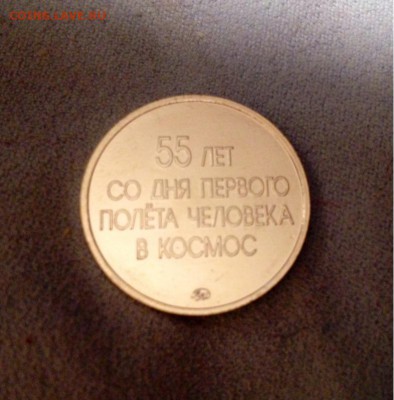 55 ЛЕТ
СО ДНЯ ПЕРВОГО
ПОЛЁТА ЧЕЛОВЕКА
В КОСМОС